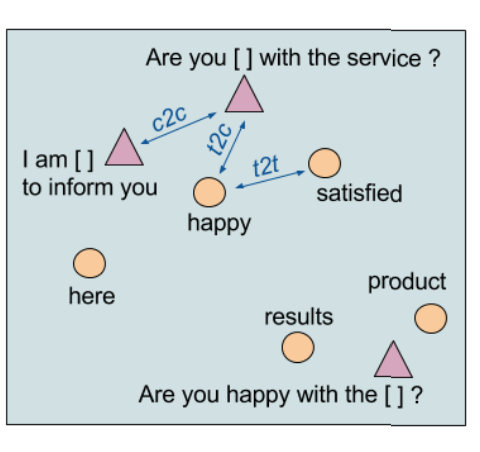 Are you [ ] with the service ?
c2c
t2c
I am [ ]
to inform you
t2t
satisfied
happy
here
product
results
Are you happy with the [ ] ?